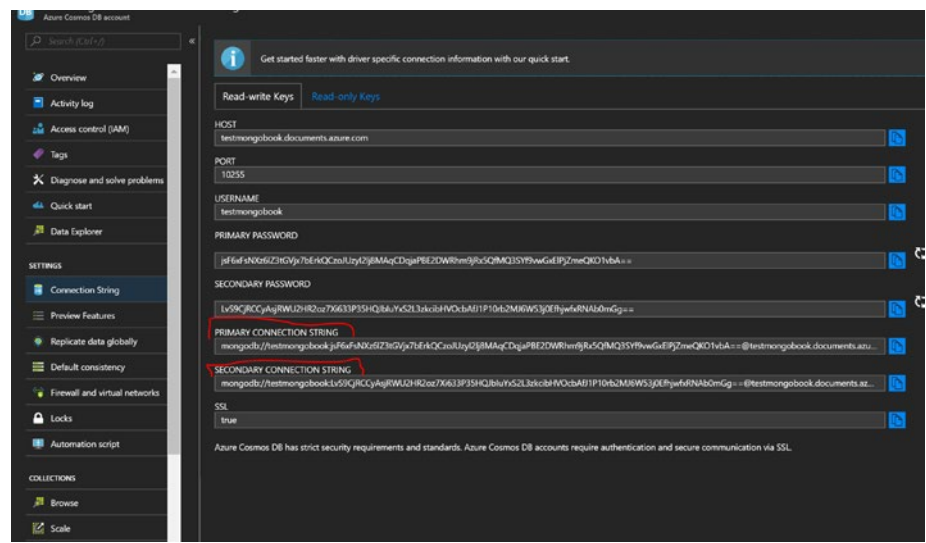 Azure Cosmos DB account
Search (Ctrl+/)
Overview
Activity log
Access control (IAM)
Tags
Diagnose and solve problems
Quick start
Data Explorer
SETTINGS
Connection String
Preview Features
Replicate data globally
Default consistency
Firewall and virtual networks
Locks
Automation script
COLLECTIONS
Browse
Scale
Get started faster with driver specific connection information with our quick start.
Read-write Keys Read-only Keys
HOST
testmongobook.documents.azure.com
PORT
10255
USERNAME
testmongobook
PRIMARY PASSWORD
SECONDARY PASSWORD
PRIMARY CONNECTION STRING
SECONDARY CONNECTION STRING
SSL
true
Azure Cosmos DB has strict security requirements and standards. Azure Cosmos DB accounts require authentication and secure communication via SSL.